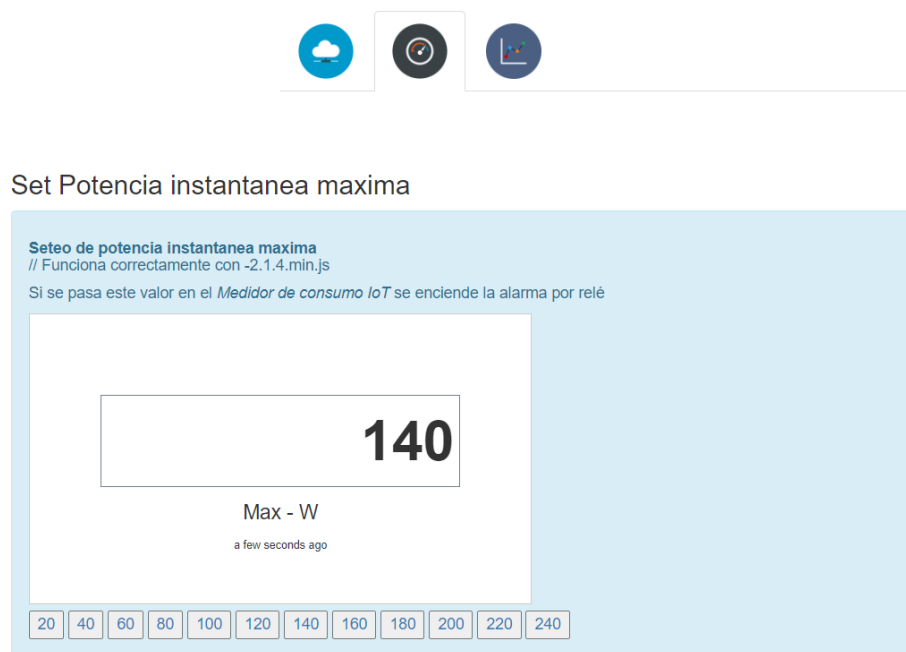 Set Potencia instantanea maxima
Seteo de potencia instantanea maxima
// Funciona correctamente con -2.1.4.min.js
Si se pasa este valor en el Medidor de consumo IoT se enciende la alarma por relé
140
Max - W
a few seconds ago
20 40 60 80 100 120 140 160 180 200 220 240